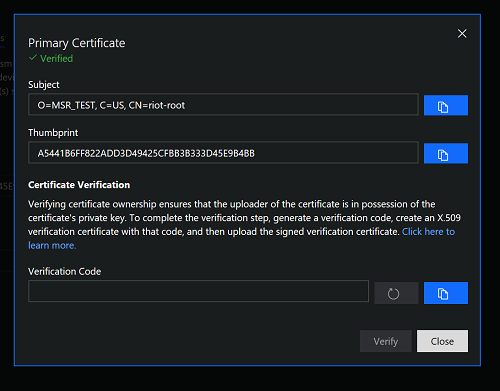 Primary Certificate
✓ Verified
Subject
O=MSR_TEST, C=US, CN=riot-root
Thumbprint
A5441B6FF822ADD3D49425CFBB3B333D45E9B4BB
Certificate Verification
Verifying certificate ownership ensures that the uploader of the certificate is in possession of the
certificate's private key. To complete the verification step, generate a verification code, create an X.509
verification certificate with that code, and then upload the signed verification certificate. Click here to
learn more.
Verification Code
Verify Close